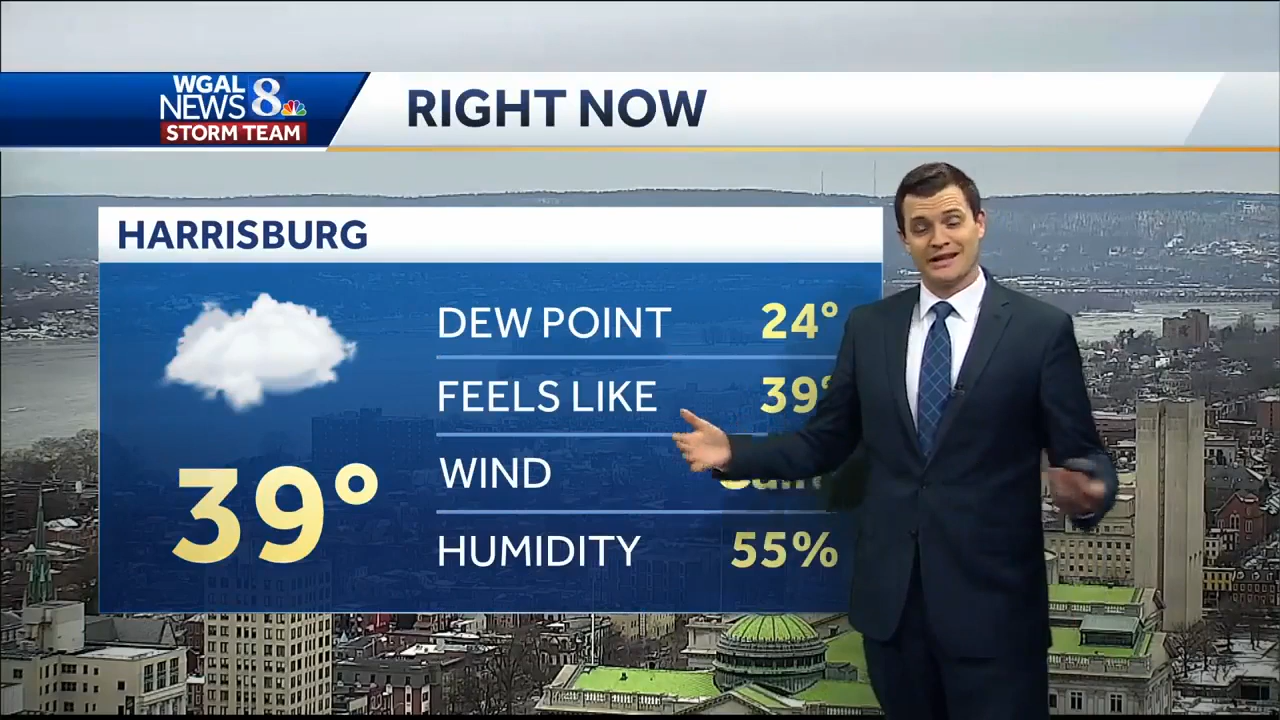 WGAL
NEWS 8
STORM TEAM
RIGHT NOW
HARRISBURG
39°
DEW POINT 24°
FEELS LIKE 39°
WIND
HUMIDITY 55%